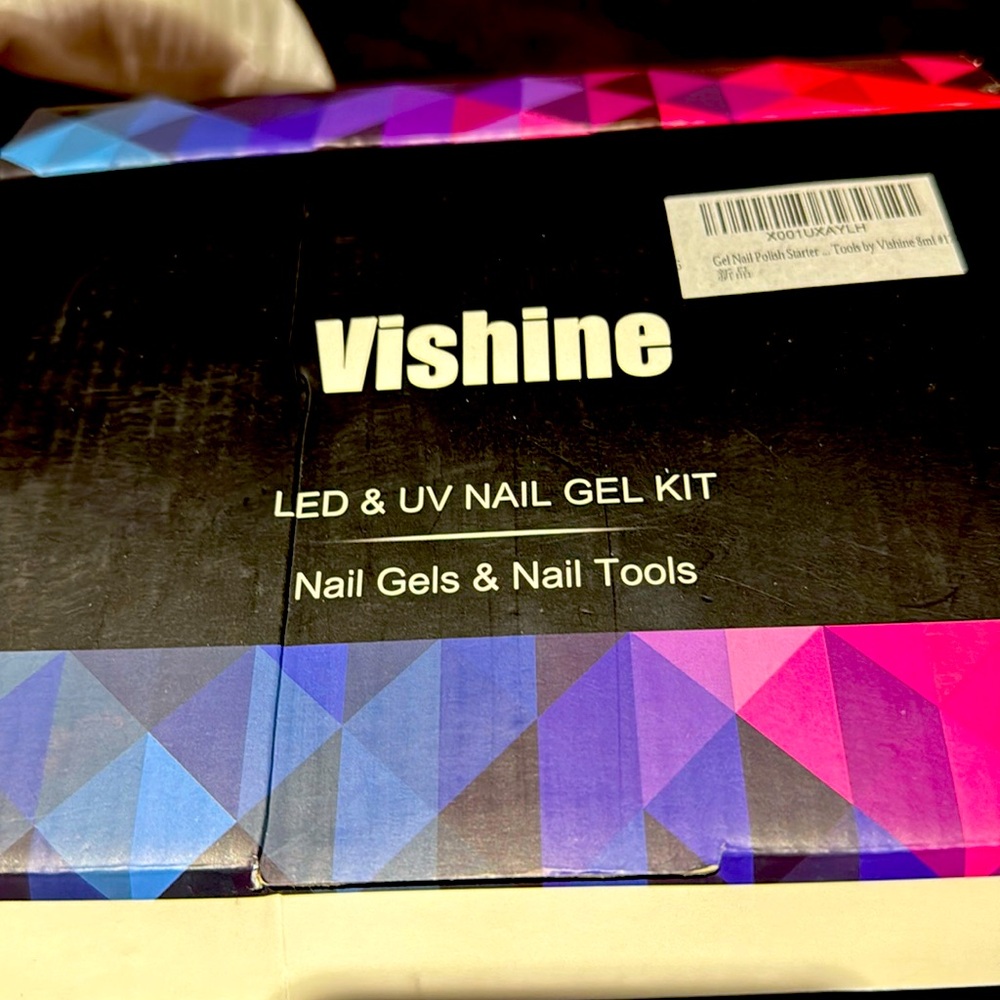 X001UXAYLH
Gel Nail Polish Starter ... Tools by Vishine 8ml #1
新品
Vishine
LED & UV NAIL GEL KIT
Nail Gels & Nail Tools